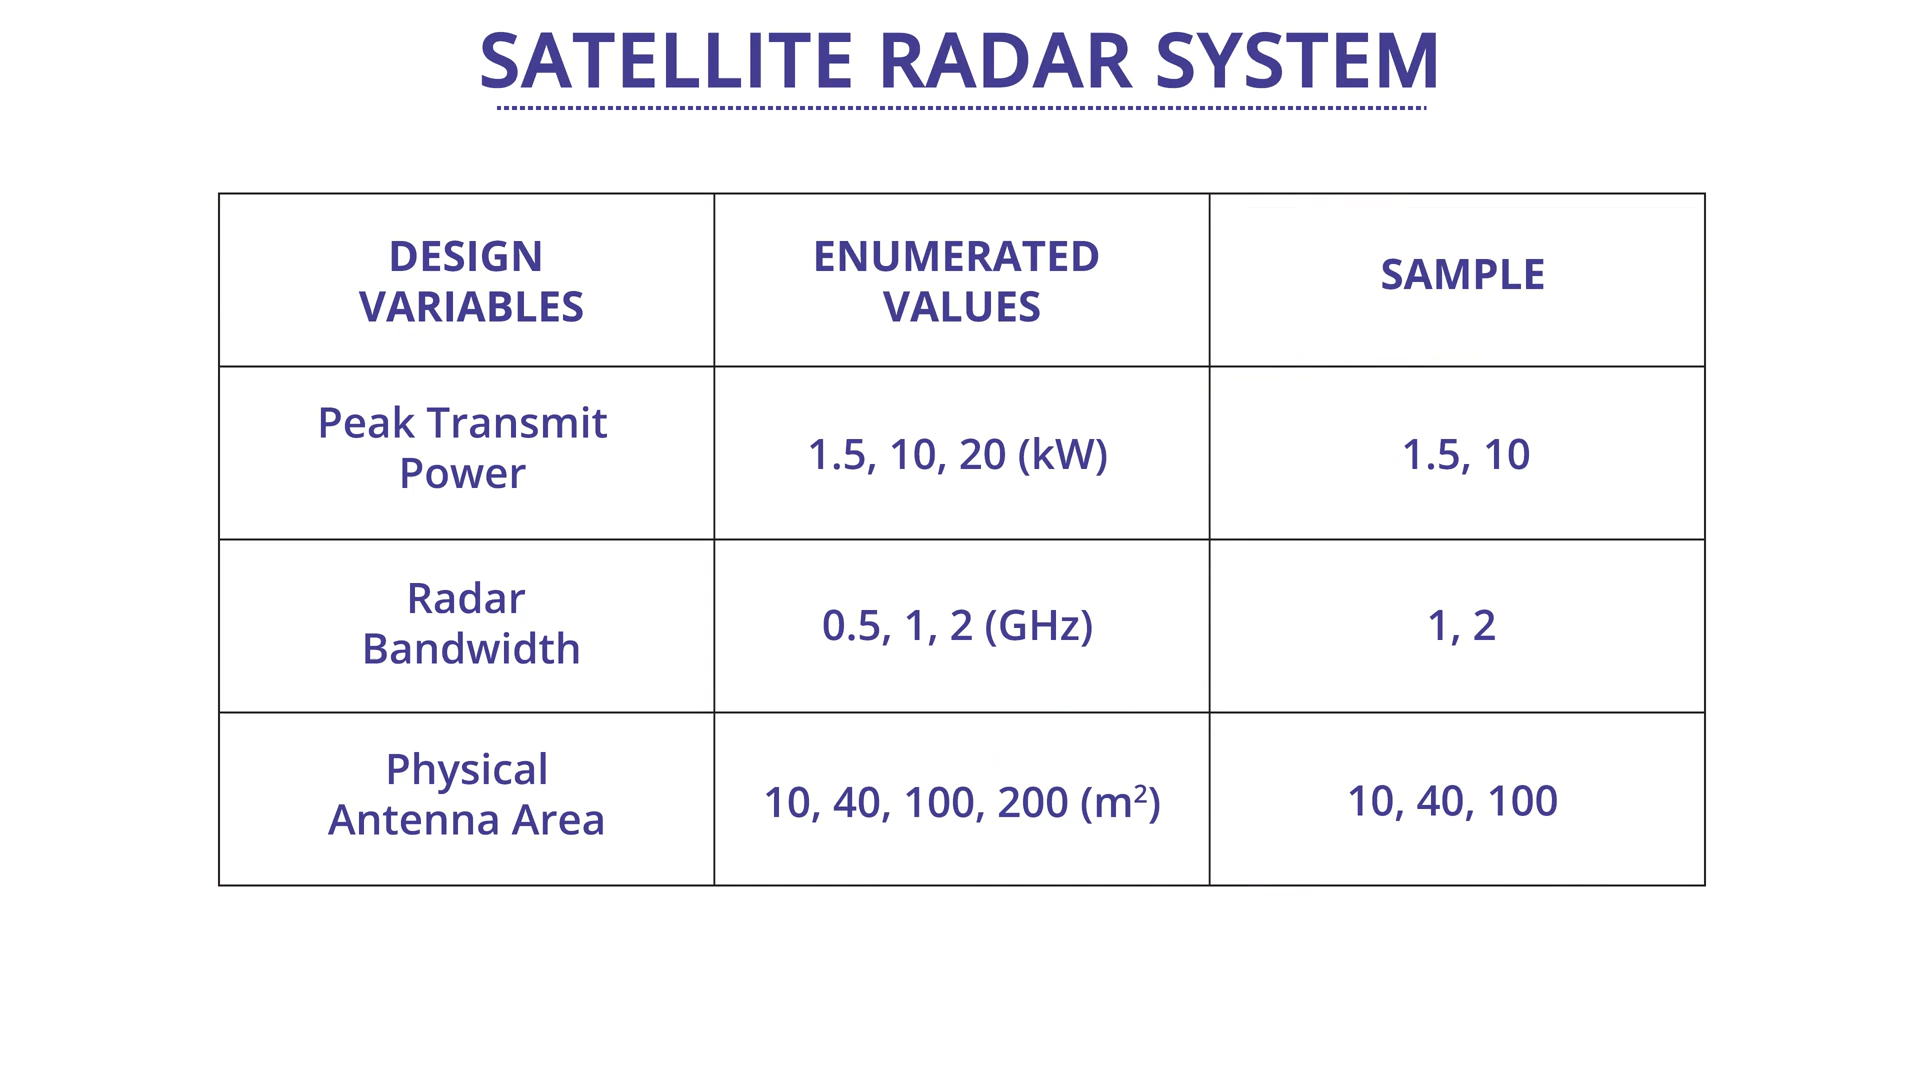 SATELLITE RADAR SYSTEM
DESIGN
VARIABLES
ENUMERATED
VALUES
SAMPLE
Peak Transmit
Power
1.5, 10, 20 (kW)
1.5, 10
Radar
Bandwidth
0.5, 1, 2 (GHz)
1, 2
Physical
Antenna Area
10, 40, 100, 200 (m²)
10, 40, 100